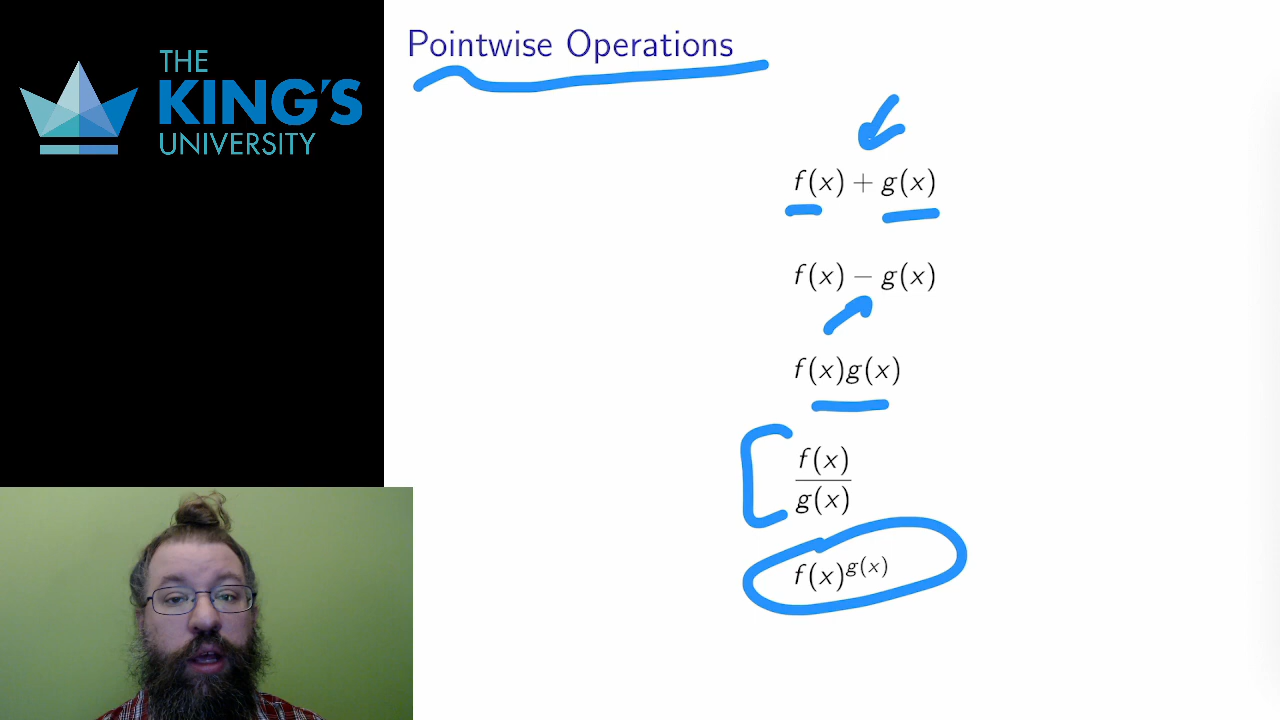 THE
KING'S
UNIVERSITY
Pointwise Operations
f(x) + g(x)
f(x) − g(x)
f(x)g(x)
f(x)
g(x)
f(x)^g(x)